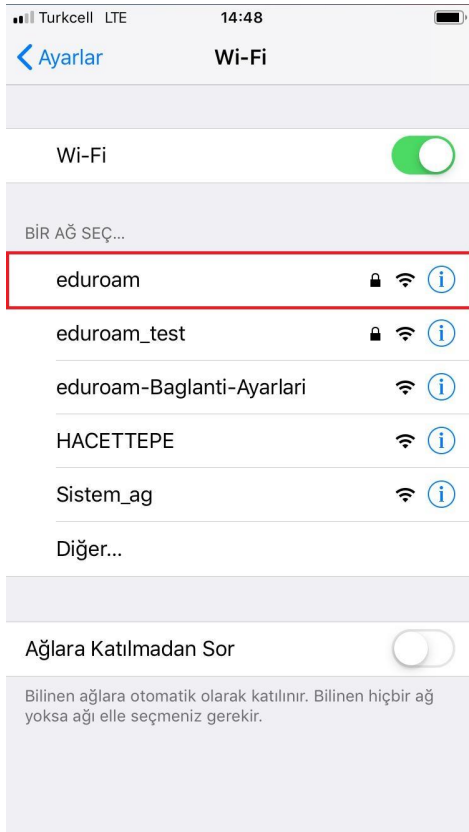 Turkcell LTE 14:48
Ayarlar Wi-Fi
Wi-Fi
BİR AĞ SEÇ...
eduroam
eduroam_test
eduroam-Baglanti-Ayarlari
HACETTEPE
Sistem_ag
Diğer...
Ağlara Katılmadan Sor
Bilinen ağlara otomatik olarak katılınır. Bilinen hiçbir ağ
yoksa ağı elle seçmeniz gerekir.